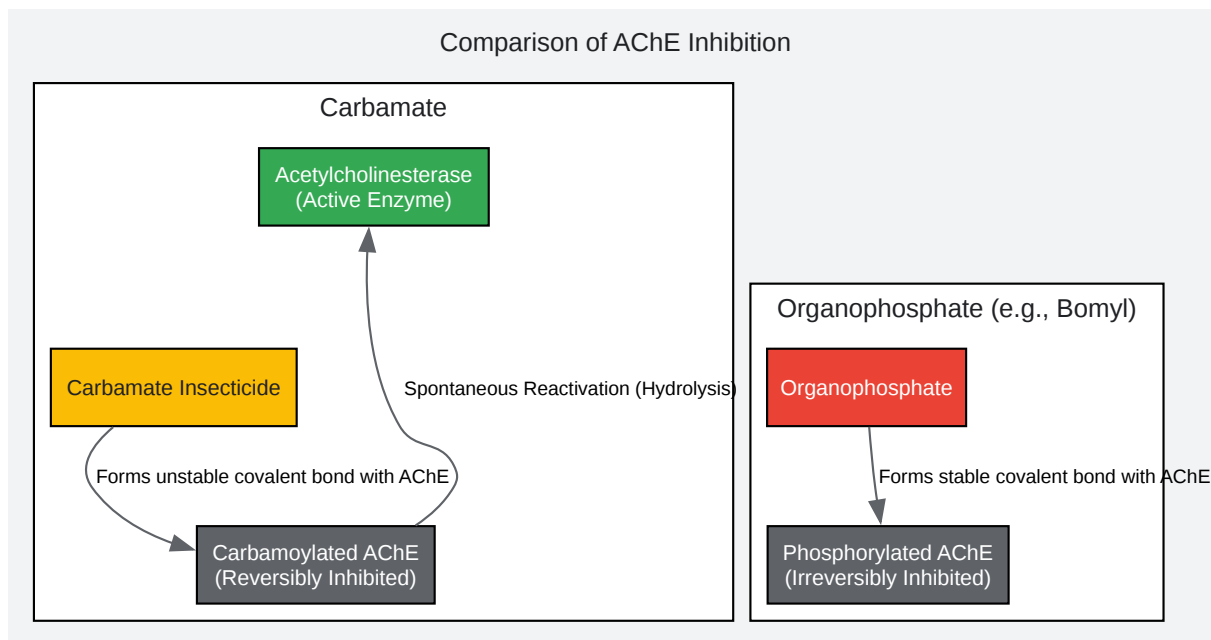 Comparison of AChE Inhibition
Carbamate
Acetylcholinesterase
(Active Enzyme)
Carbamate Insecticide
Spontaneous Reactivation (Hydrolysis)
Forms unstable covalent bond with AChE
Carbamoylated AChE
(Reversibly Inhibited)
Organophosphate (e.g., Bomyl)
Organophosphate
Forms stable covalent bond with AChE
Phosphorylated AChE
(Irreversibly Inhibited)